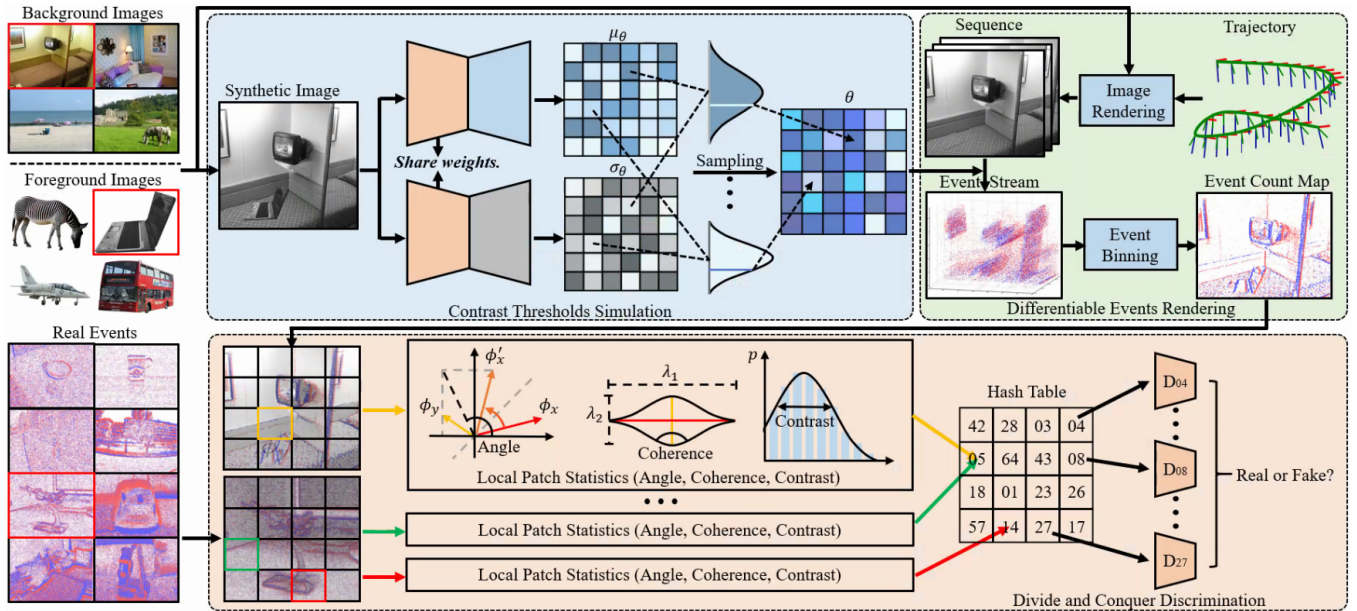 Background Images
Foreground Images
Real Events
Synthetic Image
Share weights.
μθ
σθ
Sampling
θ
Contrast Thresholds Simulation
Sequence
Trajectory
Image
Rendering
Event Stream
Event Count Map
Event
Binning
Differentiable Events Rendering
ϕ′x
ϕy
ϕx
Angle
λ1
λ2
Coherence
p
Contrast
Local Patch Statistics (Angle, Coherence, Contrast)
Local Patch Statistics (Angle, Coherence, Contrast)
Local Patch Statistics (Angle, Coherence, Contrast)
Hash Table
42 28 03 04
05 64 43 08
18 01 23 26
57 14 27 17
D04
D08
D27
Real or Fake?
Divide and Conquer Discrimination